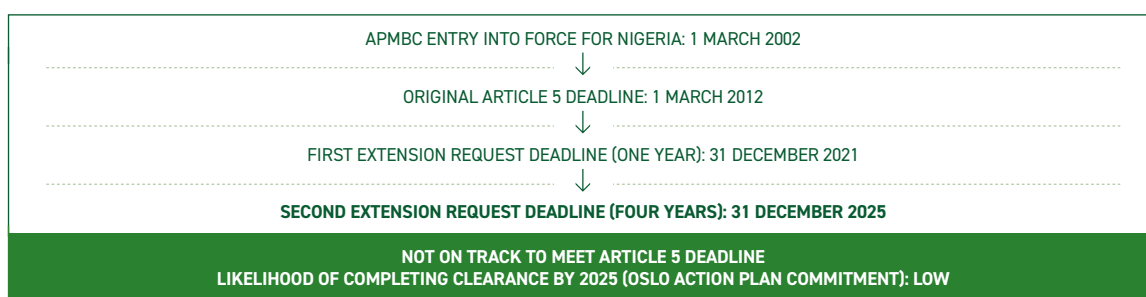 APMBC ENTRY INTO FORCE FOR NIGERIA: 1 MARCH 2002
ORIGINAL ARTICLE 5 DEADLINE: 1 MARCH 2012
FIRST EXTENSION REQUEST DEADLINE (ONE YEAR): 31 DECEMBER 2021
SECOND EXTENSION REQUEST DEADLINE (FOUR YEARS): 31 DECEMBER 2025
NOT ON TRACK TO MEET ARTICLE 5 DEADLINE
LIKELIHOOD OF COMPLETING CLEARANCE BY 2025 (OSLO ACTION PLAN COMMITMENT): LOW